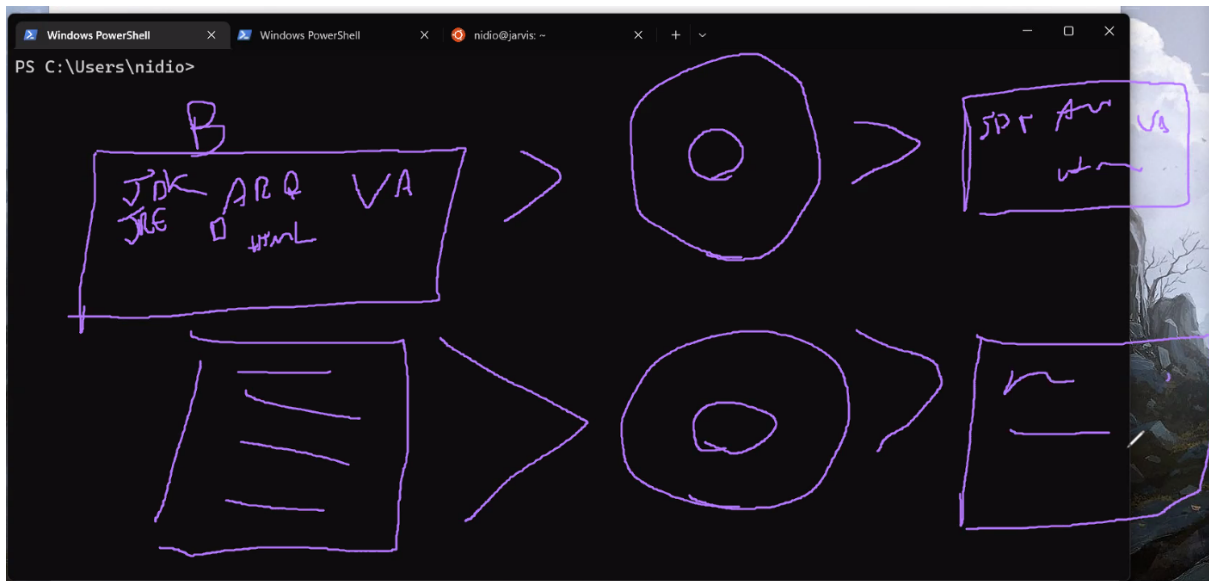 Windows PowerShell Windows PowerShell nidio@jarvis: ~
PS C:\Users\nidio>
B
JDK ARQ VA
JRE D HTML